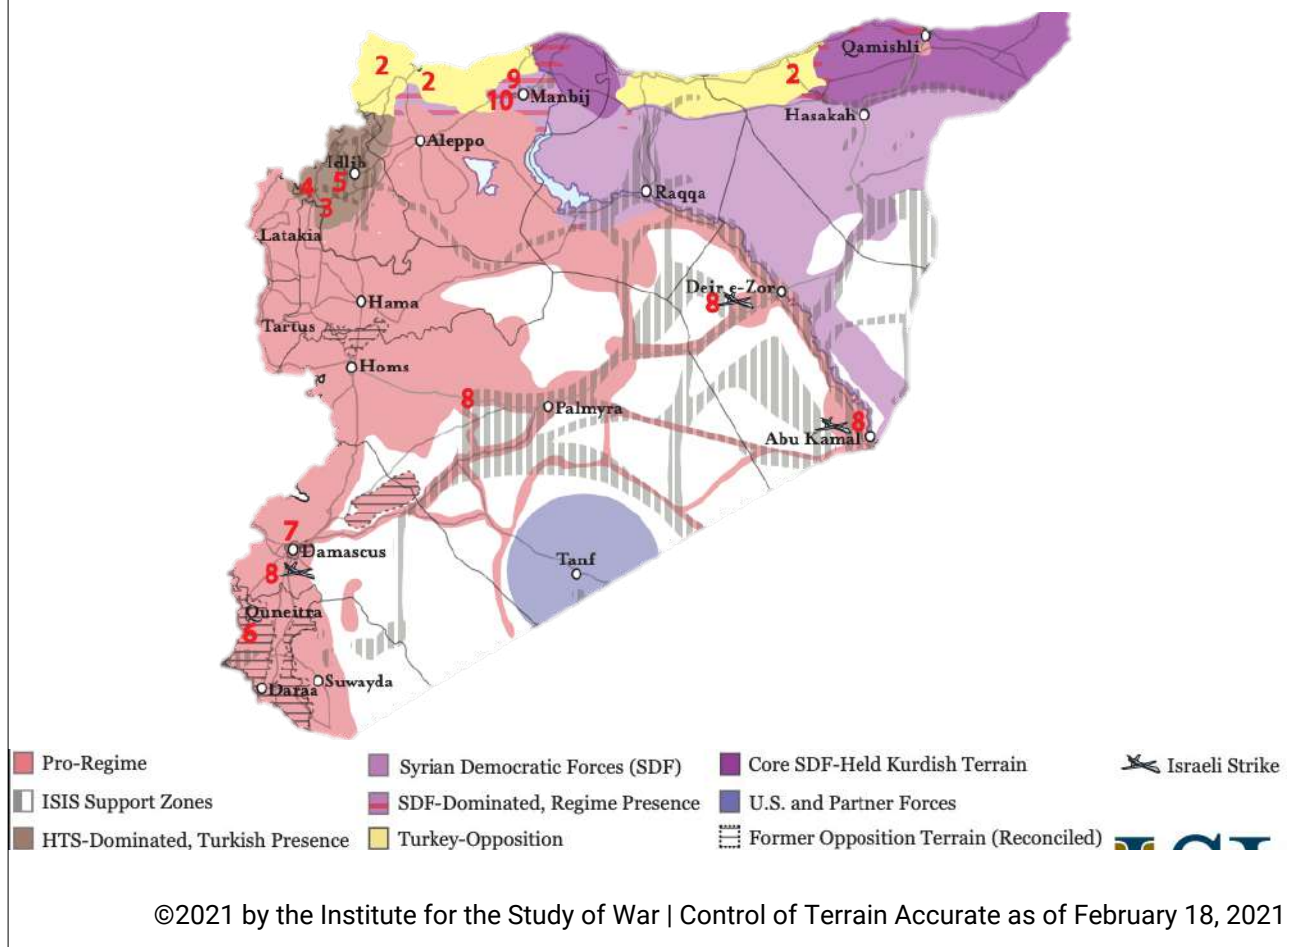 Qamishli
2
2
2
9
10
Manbij
Hasakah
Aleppo
Idlib
4
5
3
Raqqa
Latakia
Deir e-Zor
8
Hama
Tartus
Homs
8
Palmyra
8
Abu Kamal
7
Damascus
8
Tanf
Quneitra
6
Daraa
Suwayda
Pro-Regime
Syrian Democratic Forces (SDF)
Core SDF-Held Kurdish Terrain
Israeli Strike
ISIS Support Zones
SDF-Dominated, Regime Presence
U.S. and Partner Forces
HTS-Dominated, Turkish Presence
Turkey-Opposition
Former Opposition Terrain (Reconciled)
©2021 by the Institute for the Study of War | Control of Terrain Accurate as of February 18, 2021